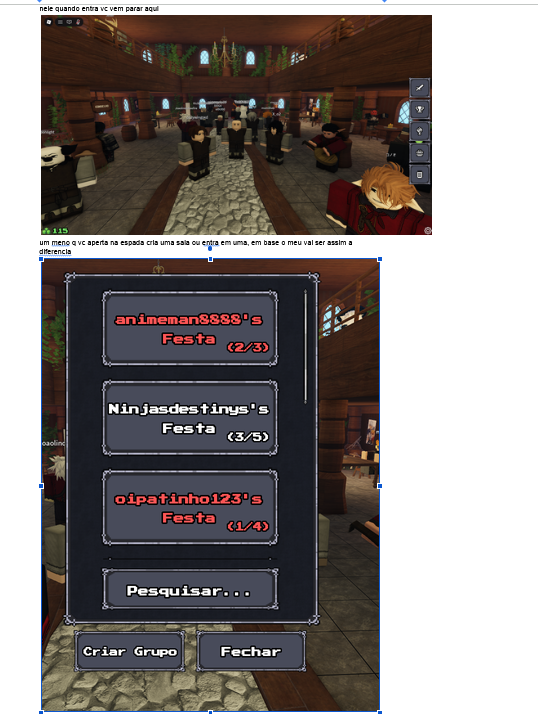 nele quando entra vc vem parar aqui
115
um meno q vc aperta na espada cria uma sala ou entra em uma, em base o meu vai ser assim a
diferencia
animeman8888's
Festa
(2/3)
Ninjasdestinys's
Festa
(3/5)
oipatinho123's
Festa
(1/4)
Pesquisar...
Criar Grupo
Fechar